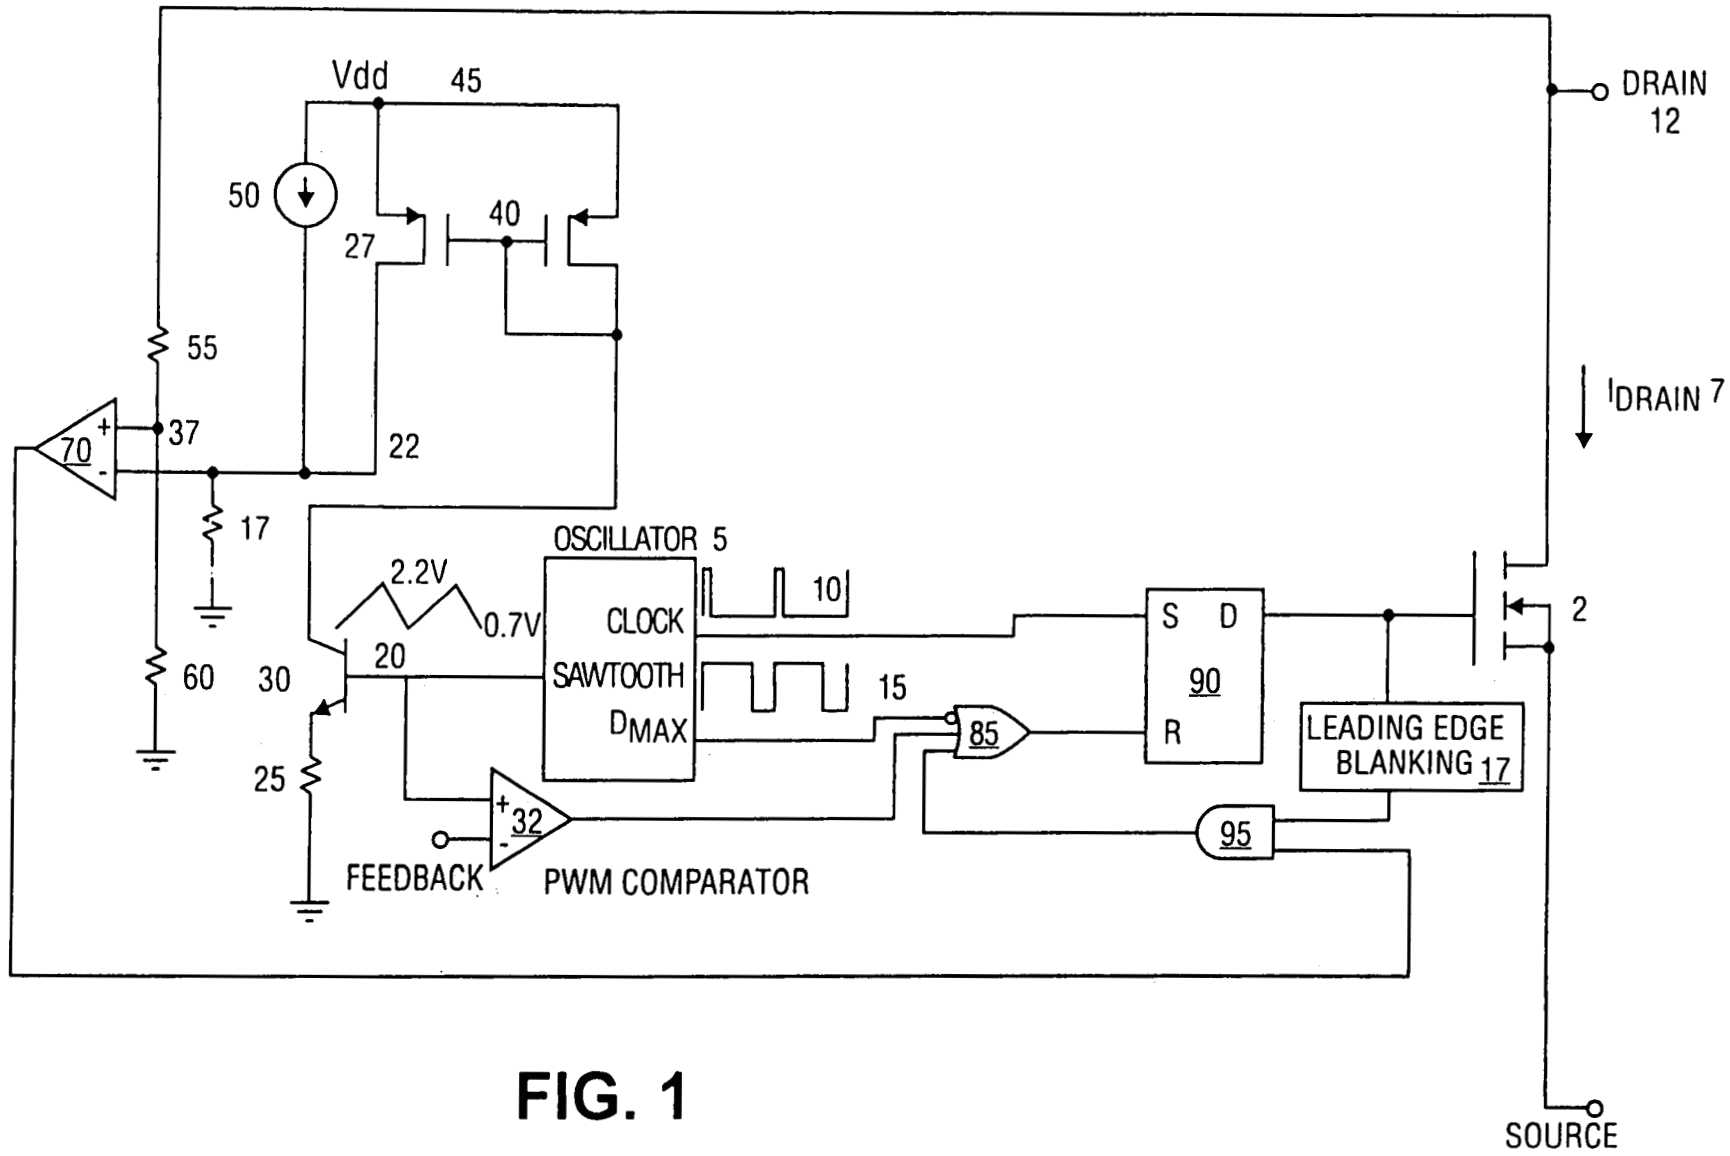 Vdd
45
DRAIN
12
50
40
27
55
IDRAIN 7
+
37
70
-
22
17
OSCILLATOR 5
2.2V
10
0.7V
CLOCK
S
D
2
20
SAWTOOTH
60
30
15
90
DMAX
85
R
LEADING EDGE
BLANKING 17
25
+
32
-
95
FEEDBACK
PWM COMPARATOR
FIG. 1
SOURCE